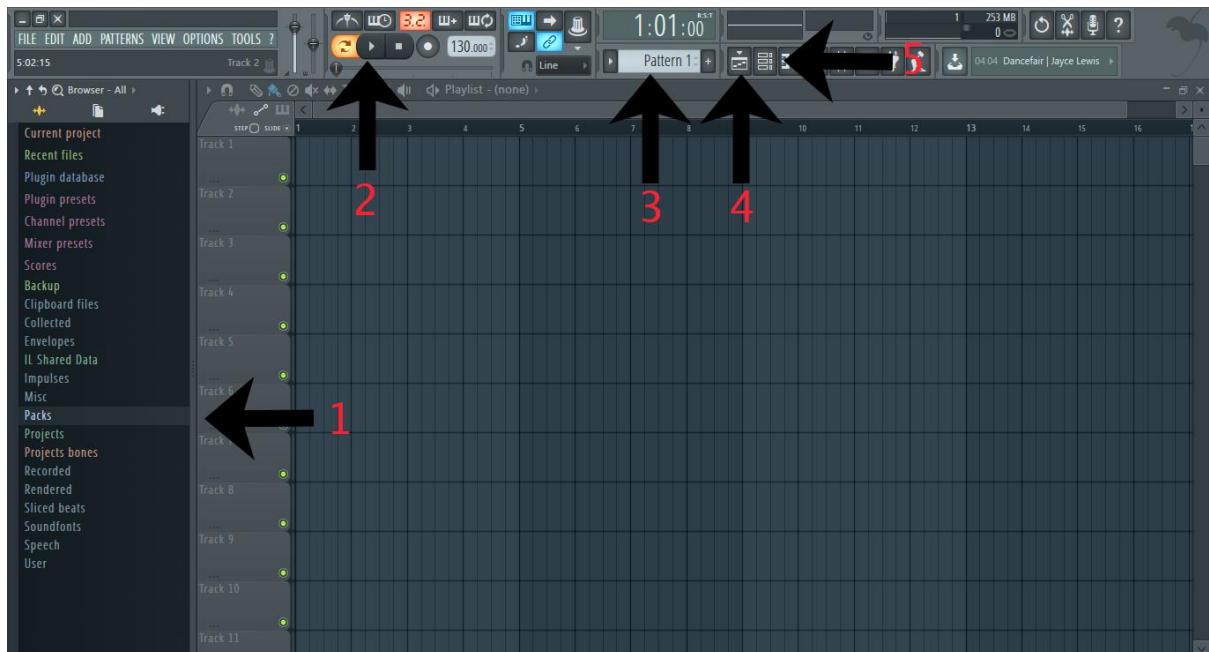 FILE EDIT ADD PATTERNS VIEW OPTIONS TOOLS ?
5:02:15 Track 2
3.2.
130.000
Line
1:01:00
B:S:T
Pattern 1
+
1 253 MB
0
?
04.04 Dancefair | Jayce Lewis
Browser - All
Playlist - (none)
STEP SLIDE
1 2 3 4 5 6 7 8 10 11 12 13 14 15 16
Current project
Recent files
Plugin database
Plugin presets
Channel presets
Mixer presets
Scores
Backup
Clipboard files
Collected
Envelopes
IL Shared Data
Impulses
Misc
Packs
Projects
Projects bones
Recorded
Rendered
Sliced beats
Soundfonts
Speech
User
Track 1
Track 2
Track 3
Track 4
Track 5
Track 6
Track
Track 8
Track 9
Track 10
Track 11
1
2
3
4
5